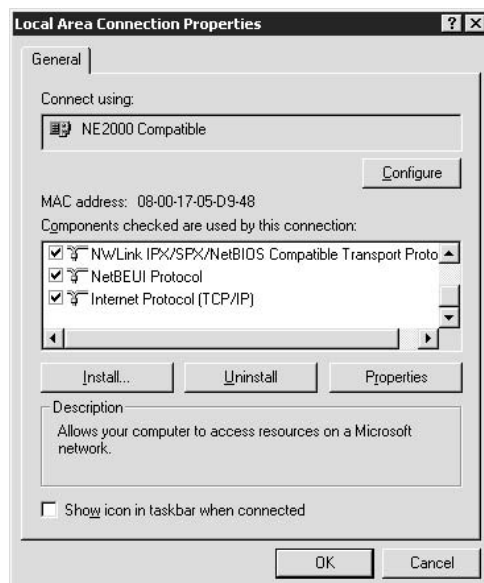 Local Area Connection Properties
General
Connect using:
NE2000 Compatible
Configure
MAC address: 08-00-17-05-D9-48
Components checked are used by this connection:
NWLink IPX/SPX/NetBIOS Compatible Transport Proto
NetBEUI Protocol
Internet Protocol (TCP/IP)
Install... Uninstall Properties
Description
Allows your computer to access resources on a Microsoft
network.
Show icon in taskbar when connected
OK Cancel